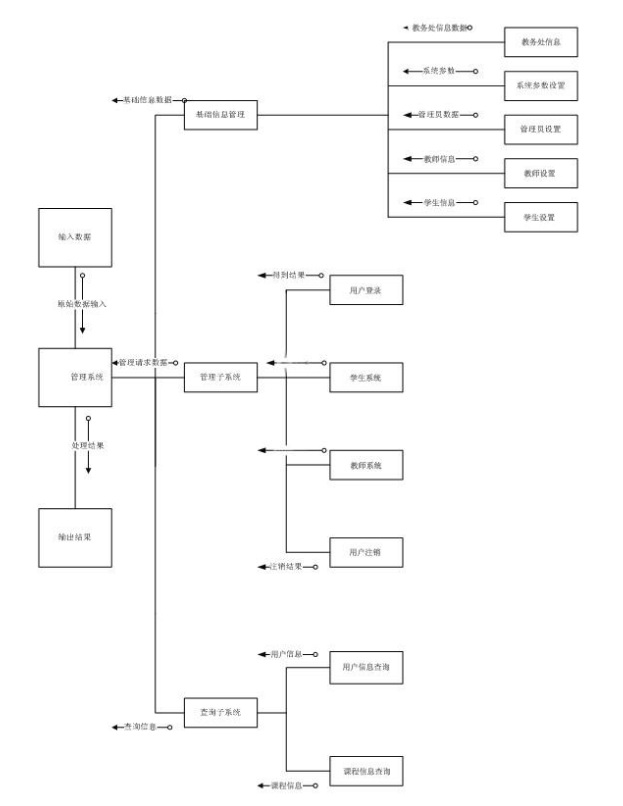 教务处信息数据
教务处信息
系统参数
系统参数设置
基础信息数据
基础信息管理
管理员数据
管理员设置
教师信息
教师设置
学生信息
学生设置
输入数据
原始数据输入
得到结果
用户登录
管理系统
管理请求数据
管理子系统
学生系统
处理结果
教师系统
输出结果
用户注销
注销结果
用户信息
用户信息查询
查询子系统
查询信息
课程信息查询
课程信息